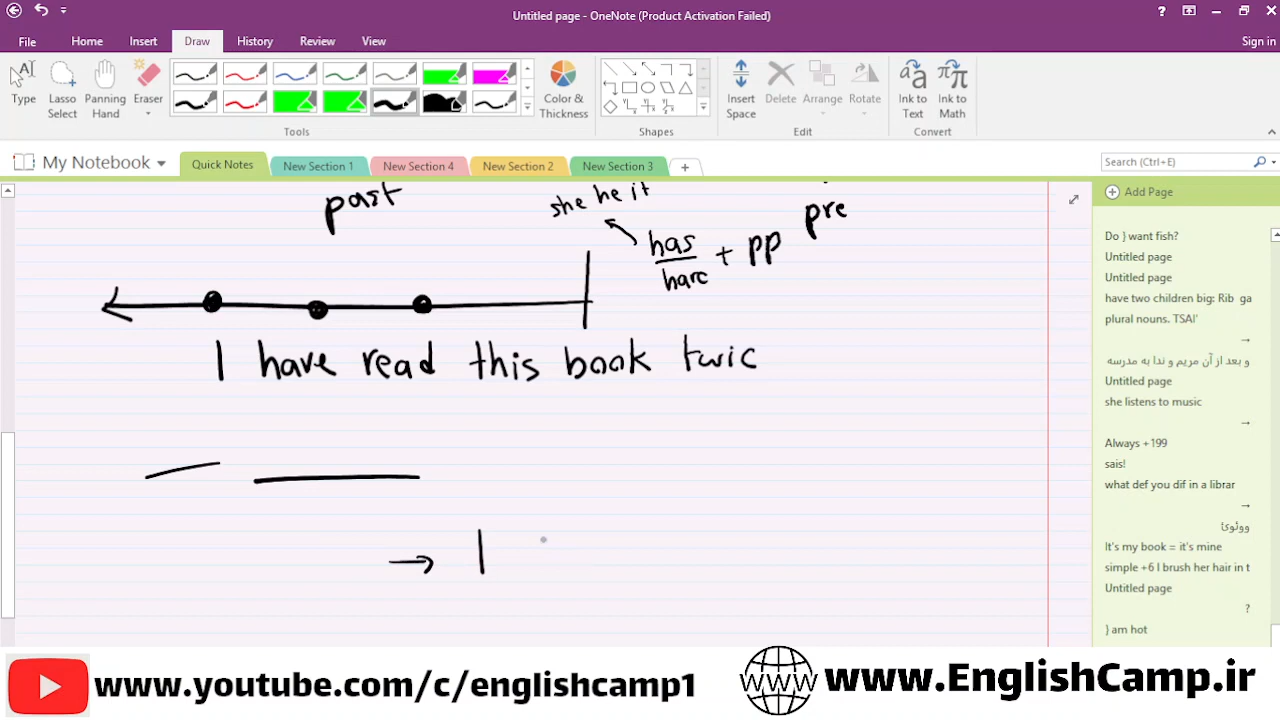 Untitled page - OneNote (Product Activation Failed)
?
File Home Insert Draw History Review View
Sign in
Type
Lasso Select
Panning Hand
Eraser
Color & Thickness
Insert Space
Delete
Arrange
Rotate
Ink to Text
Ink to Math
Tools
Shapes
Edit
Convert
My Notebook
Quick Notes
New Section 1
New Section 4
New Section 2
New Section 3
Search (Ctrl+E)
past
she he it
pre
has
have + pp
I have read this book twic
→ I
Add Page
Do } want fish?
Untitled page
Untitled page
have two children big: Rib ga
plural nouns. TSAI'
→
و بعد از آن مریم و ندا به مدرسه
Untitled page
she listens to music
→
Always +199
sais!
what def you dif in a librar
→
It's my book = it's mine
simple +6 I brush her hair in t
Untitled page
?
} am hot
www.youtube.com/c/englishcamp1
www.EnglishCamp.ir
WWW